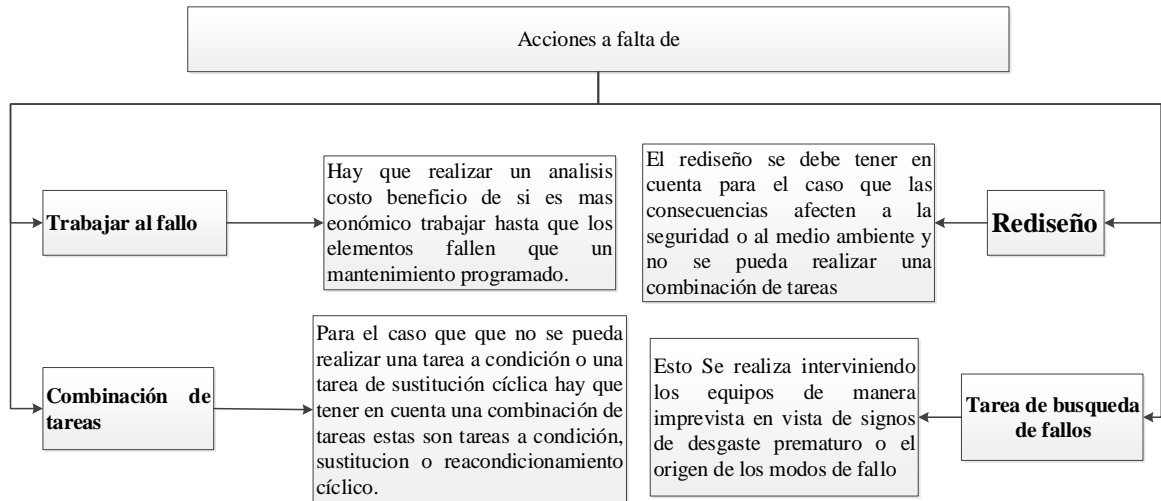 Acciones a falta de
Trabajar al fallo
Hay que realizar un analisis
costo beneficio de si es mas
eonómico trabajar hasta que los
elementos fallen que un
mantenimiento programado.
El rediseño se debe tener en
cuenta para el caso que las
consecuencias afecten a la
seguridad o al medio ambiente y
no se pueda realizar una
combinación de tareas
Rediseño
Combinación de
tareas
Para el caso que que no se pueda
realizar una tarea a condición o una
tarea de sustitución cíclica hay que
tener en cuenta una combinación de
tareas estas son tareas a condición,
sustitucion o reacondicionamiento
cíclico.
Esto Se realiza interviniendo
los equipos de manera
imprevista en vista de signos
de desgaste prematuro o el
origen de los modos de fallo
Tarea de busqueda
de fallos